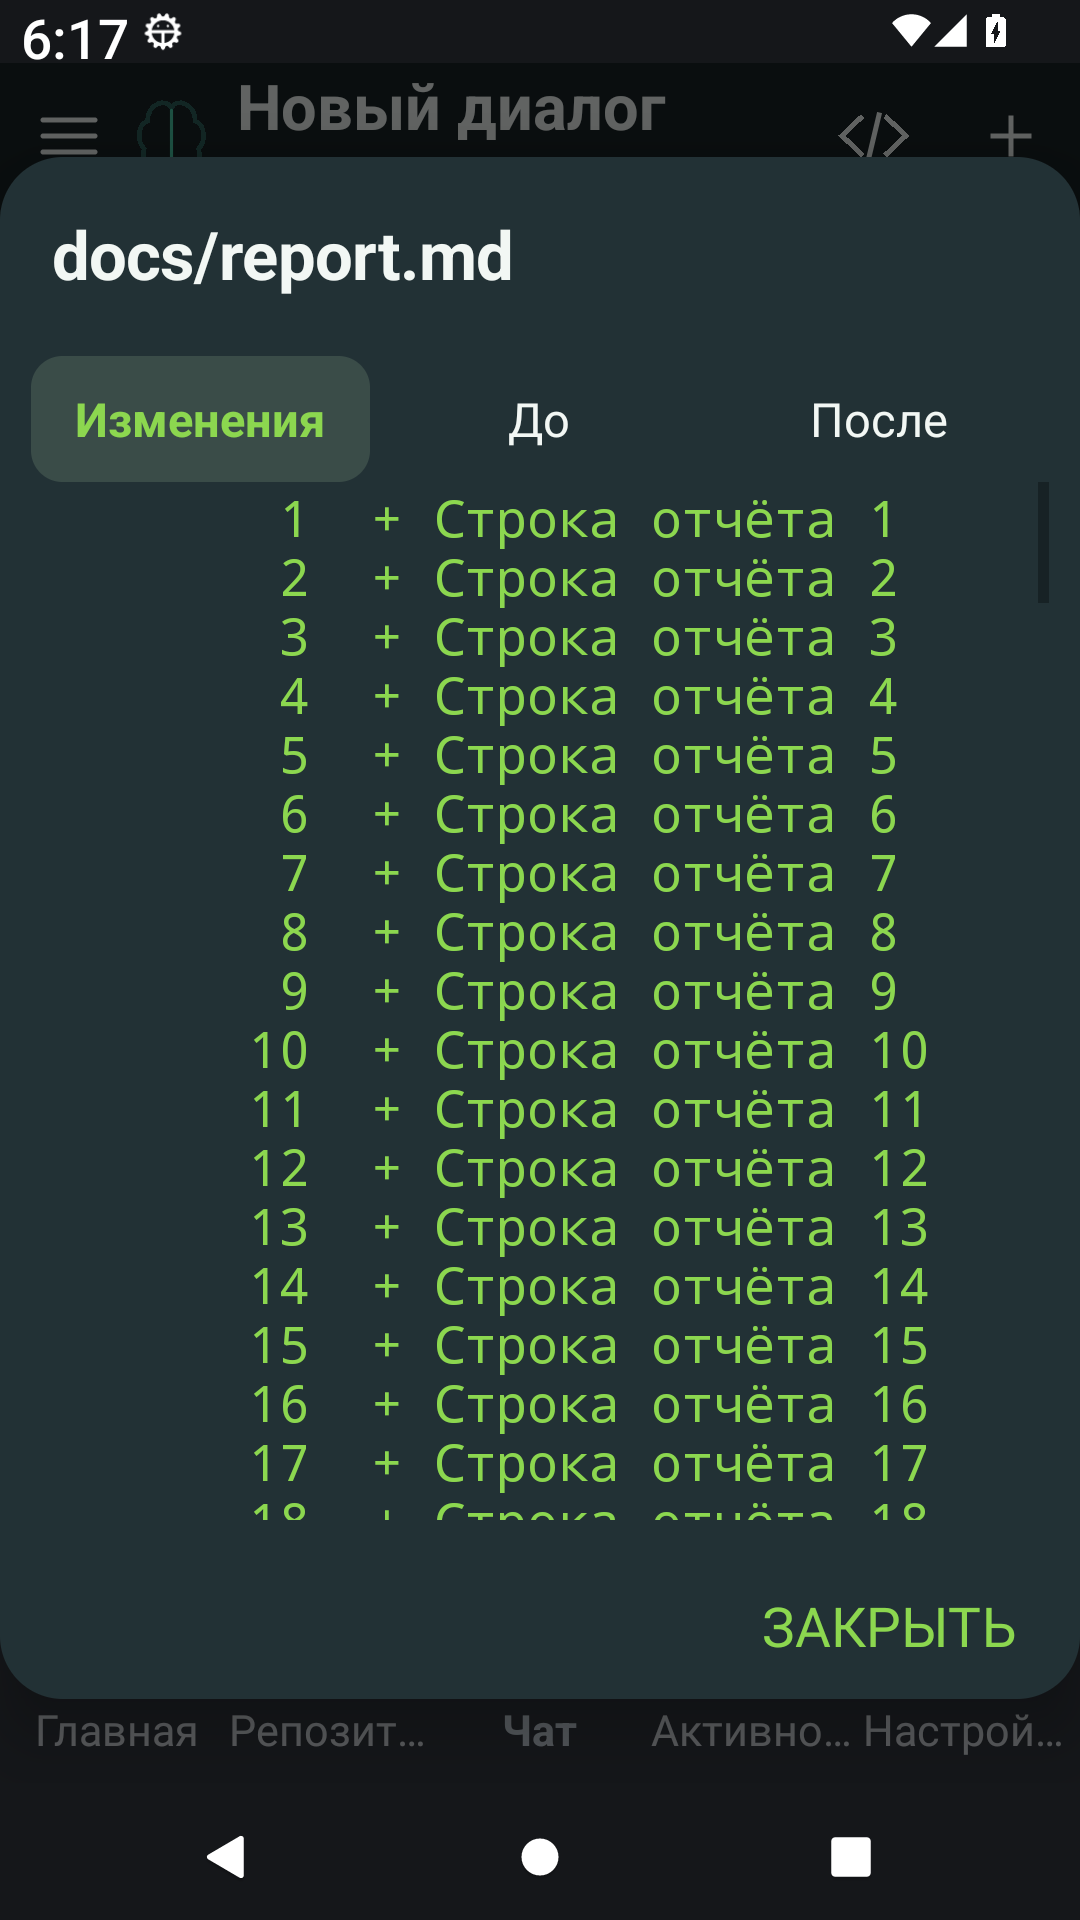 6:17
Новый диалог
docs/report.md
Изменения До После
1 + Строка отчёта 1
2 + Строка отчёта 2
3 + Строка отчёта 3
4 + Строка отчёта 4
5 + Строка отчёта 5
6 + Строка отчёта 6
7 + Строка отчёта 7
8 + Строка отчёта 8
9 + Строка отчёта 9
10 + Строка отчёта 10
11 + Строка отчёта 11
12 + Строка отчёта 12
13 + Строка отчёта 13
14 + Строка отчёта 14
15 + Строка отчёта 15
16 + Строка отчёта 16
17 + Строка отчёта 17
18 + Строка отчёта 18
ЗАКРЫТЬ
Главная Репозит... Чат Активно... Настрой...